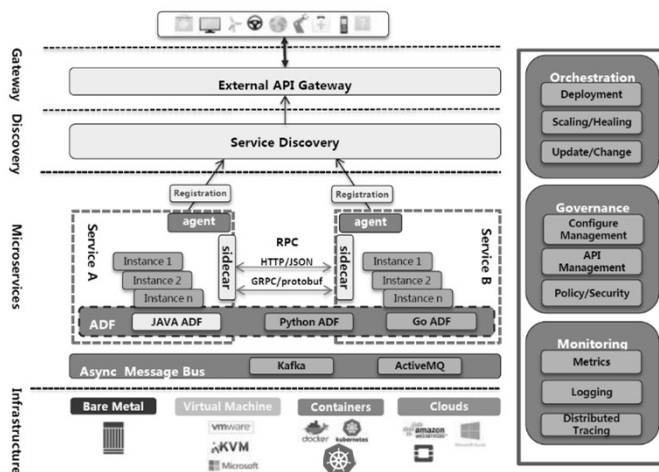 Gateway
External API Gateway
Discovery
Service Discovery
Registration
Registration
Microservices
Service A
agent
sidecar
Instance 1
Instance 2
Instance n
RPC
HTTP/JSON
GRPC/protobuf
agent
sidecar
Service B
Instance 1
Instance 2
Instance n
ADF
JAVA ADF
Python ADF
Go ADF
Async Message Bus
Kafka
ActiveMQ
Infrastructure
Bare Metal
Virtual Machine
vmware
KVM
Microsoft
Containers
docker
kubernetes
Clouds
amazon
webservices
Orchestration
Deployment
Scaling/Healing
Update/Change
Governance
Configure
Management
API
Management
Policy/Security
Monitoring
Metrics
Logging
Distributed
Tracing